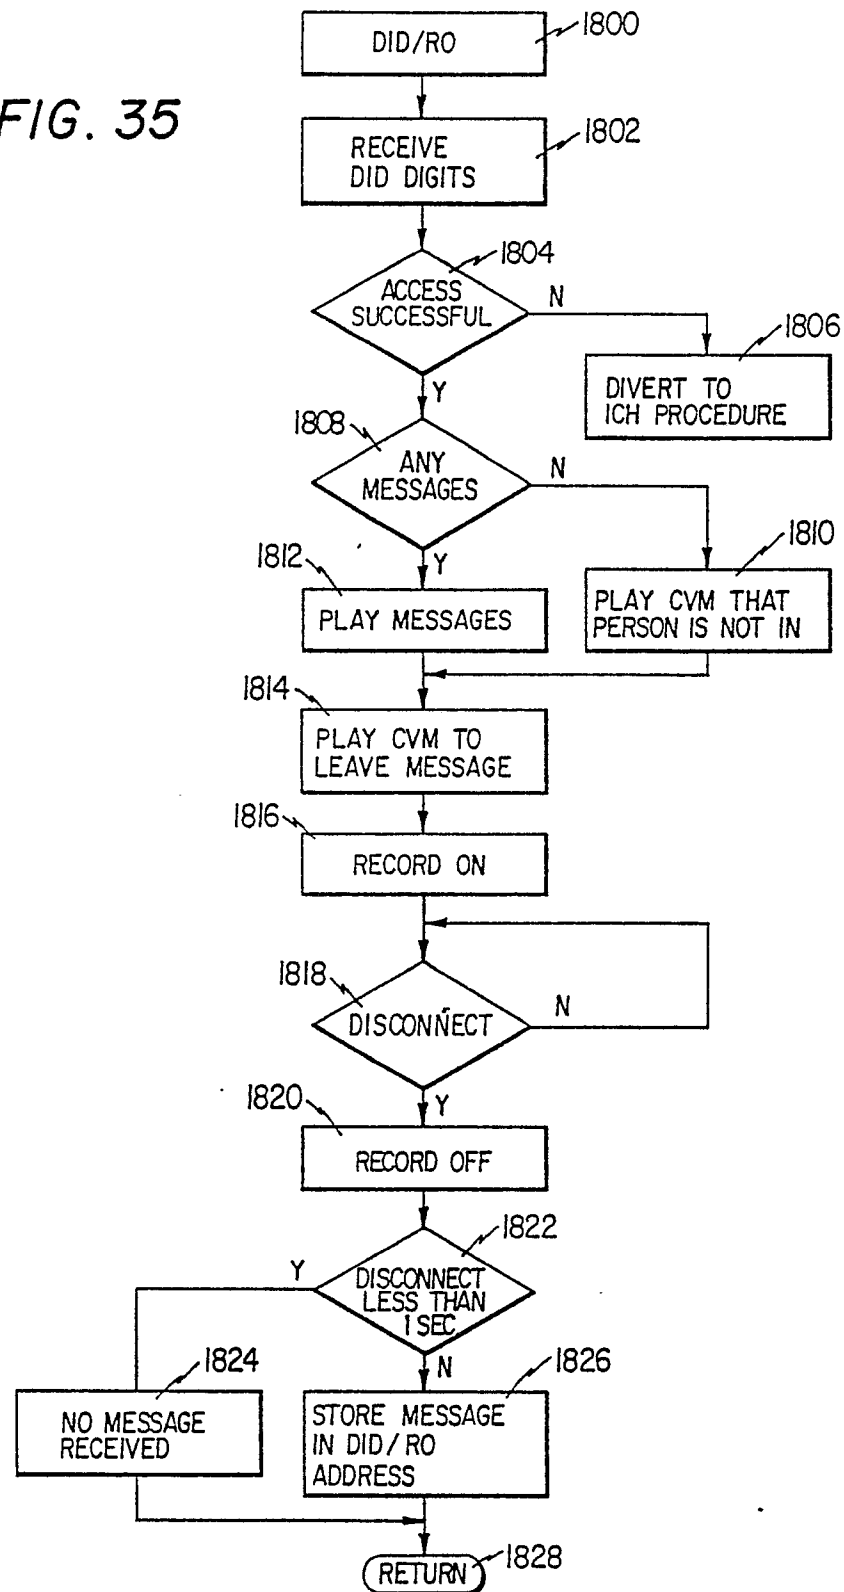 FIG. 35
DID/RO
1800
RECEIVE
DID DIGITS
1802
ACCESS
SUCCESSFUL
1804
N
Y
1806
DIVERT TO
ICH PROCEDURE
1808
ANY
MESSAGES
N
Y
1810
PLAY CVM THAT
PERSON IS NOT IN
1812
PLAY MESSAGES
1814
PLAY CVM TO
LEAVE MESSAGE
1816
RECORD ON
1818
DISCONNECT
N
Y
1820
RECORD OFF
1822
DISCONNECT
LESS THAN
1 SEC
Y
N
1824
NO MESSAGE
RECEIVED
1826
STORE MESSAGE
IN DID/RO
ADDRESS
RETURN
1828